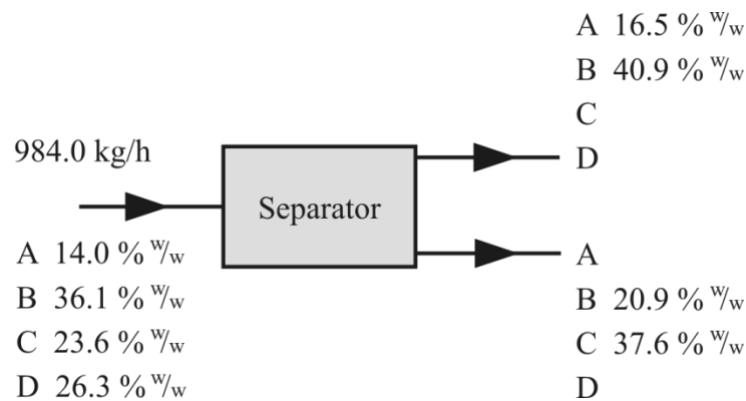 A 16.5 % w/w
B 40.9 % w/w
C
D
984.0 kg/h
Separator
A 14.0 % w/w
B 36.1 % w/w
C 23.6 % w/w
D 26.3 % w/w
A
B 20.9 % w/w
C 37.6 % w/w
D